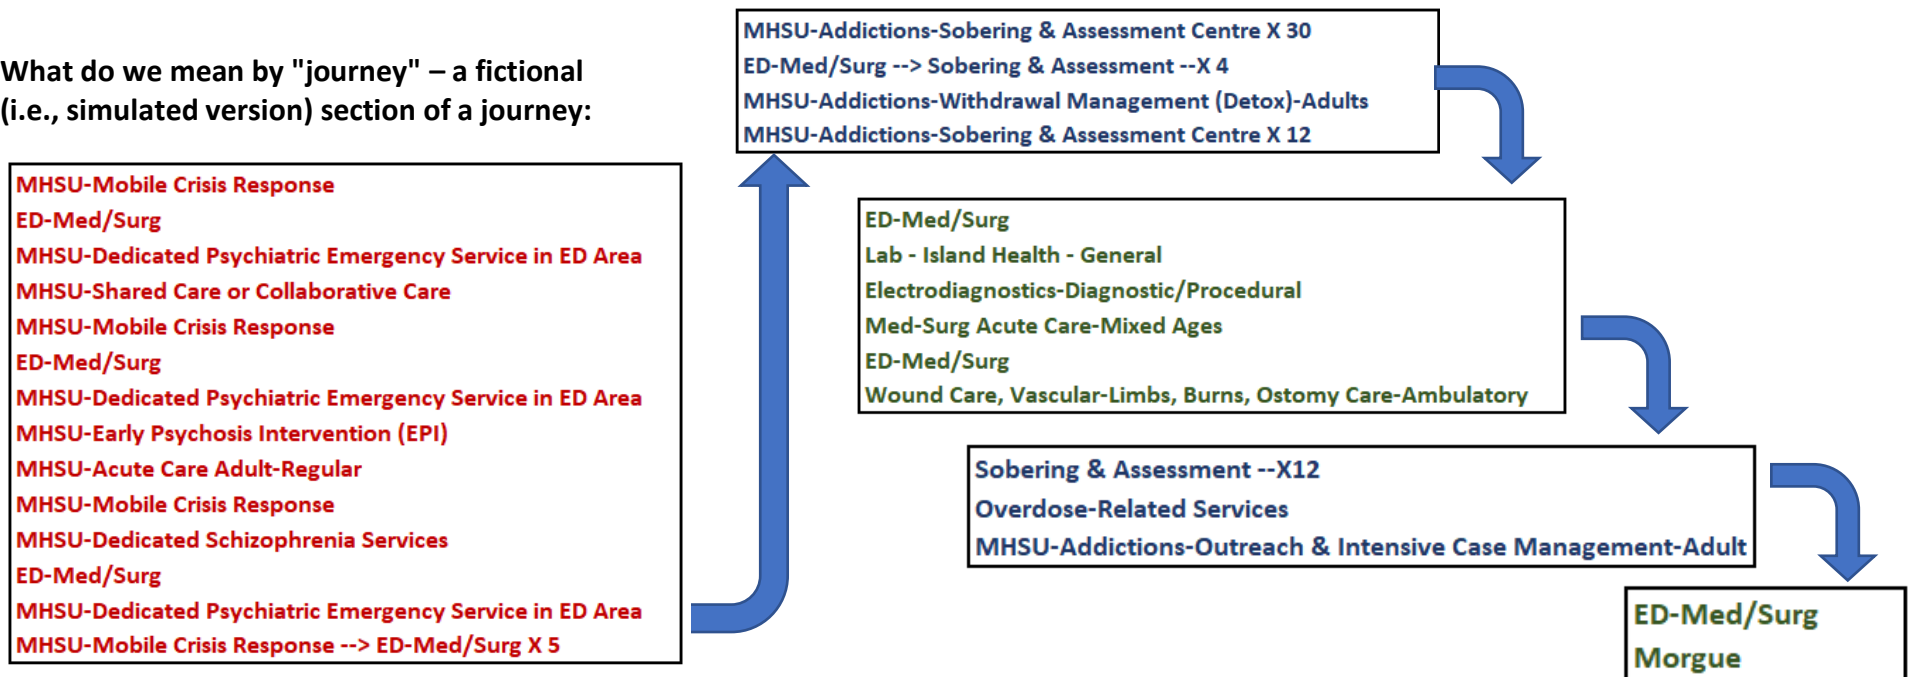 What do we mean by "journey" – a fictional
(i.e., simulated version) section of a journey:
MHSU-Mobile Crisis Response
ED-Med/Surg
MHSU-Dedicated Psychiatric Emergency Service in ED Area
MHSU-Shared Care or Collaborative Care
MHSU-Mobile Crisis Response
ED-Med/Surg
MHSU-Dedicated Psychiatric Emergency Service in ED Area
MHSU-Early Psychosis Intervention (EPI)
MHSU-Acute Care Adult-Regular
MHSU-Mobile Crisis Response
MHSU-Dedicated Schizophrenia Services
ED-Med/Surg
MHSU-Dedicated Psychiatric Emergency Service in ED Area
MHSU-Mobile Crisis Response --> ED-Med/Surg X 5
MHSU-Addictions-Sobering & Assessment Centre X 30
ED-Med/Surg --> Sobering & Assessment --X 4
MHSU-Addictions-Withdrawal Management (Detox)-Adults
MHSU-Addictions-Sobering & Assessment Centre X 12
ED-Med/Surg
Lab - Island Health - General
Electrodiagnostics-Diagnostic/Procedural
Med-Surg Acute Care-Mixed Ages
ED-Med/Surg
Wound Care, Vascular-Limbs, Burns, Ostomy Care-Ambulatory
Sobering & Assessment --X12
Overdose-Related Services
MHSU-Addictions-Outreach & Intensive Case Management-Adult
ED-Med/Surg
Morgue